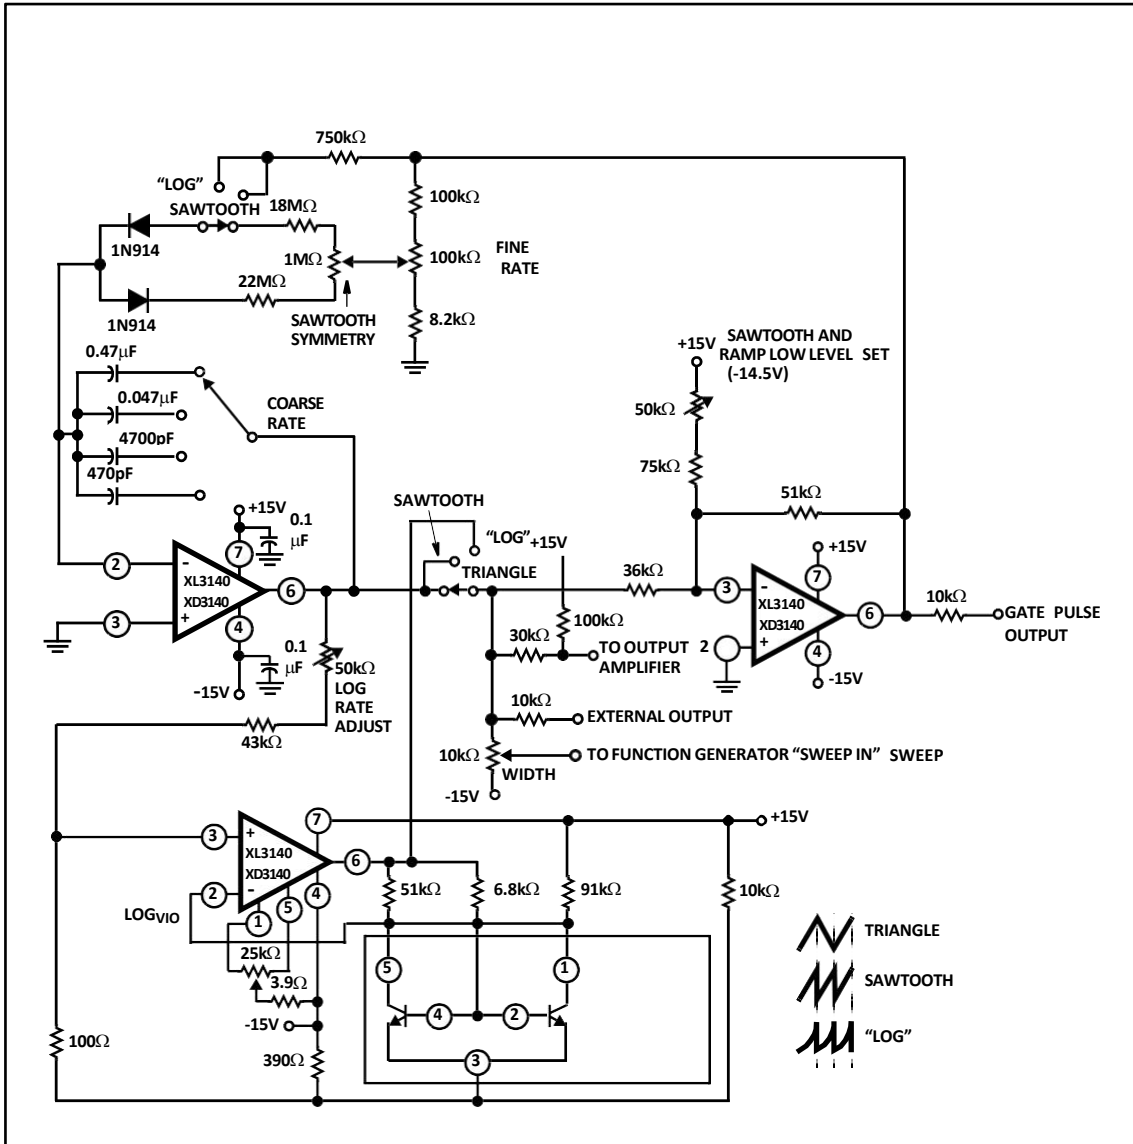 750kΩ
"LOG"
SAWTOOTH
18MΩ
100kΩ
1N914
1MΩ
100kΩ
FINE
RATE
22MΩ
1N914
SAWTOOTH
SYMMETRY
8.2kΩ
0.47µF
0.047µF
4700pF
470pF
COARSE
RATE
+15V
SAWTOOTH AND
RAMP LOW LEVEL SET
(-14.5V)
50kΩ
75kΩ
51kΩ
+15V
0.1
µF
SAWTOOTH
"LOG"
+15V
TRIANGLE
36kΩ
+15V
2
7
-
XL3140
XD3140
+
6
3
4
0.1
µF
-15V
50kΩ
LOG
RATE
ADJUST
43kΩ
100kΩ
30kΩ
TO OUTPUT
AMPLIFIER
3
7
-
XL3140
XD3140
+
6
2
4
-15V
10kΩ
GATE PULSE
OUTPUT
10kΩ
EXTERNAL OUTPUT
10kΩ
WIDTH
TO FUNCTION GENERATOR "SWEEP IN" SWEEP
-15V
7
+15V
3
+
XL3140
XD3140
-
6
2
4
5
1
LOGVIO
51kΩ
6.8kΩ
91kΩ
10kΩ
25kΩ
3.9Ω
-15V
390Ω
100Ω
5
1
4
2
3
TRIANGLE
SAWTOOTH
"LOG"